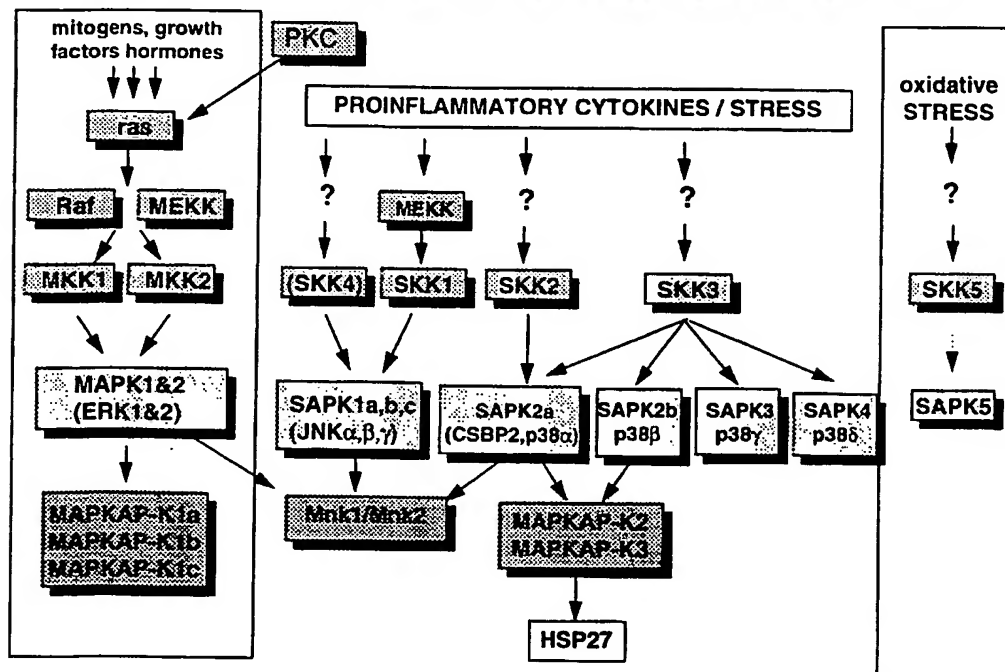 mitogens, growth
factors hormones
PKC
ras
Raf
MEKK
MKK1
MKK2
MAPK1&2
(ERK1&2)
MAPKAP-K1a
MAPKAP-K1b
MAPKAP-K1c
PROINFLAMMATORY CYTOKINES / STRESS
?
MEKK
?
?
(SKK4)
SKK1
SKK2
SKK3
SAPK1a,b,c
(JNKα,β,γ)
SAPK2a
(CSBP2,p38α)
SAPK2b
p38β
SAPK3
p38γ
SAPK4
p38δ
Mnk1/Mnk2
MAPKAP-K2
MAPKAP-K3
HSP27
oxidative
STRESS
?
SKK5
SAPK5